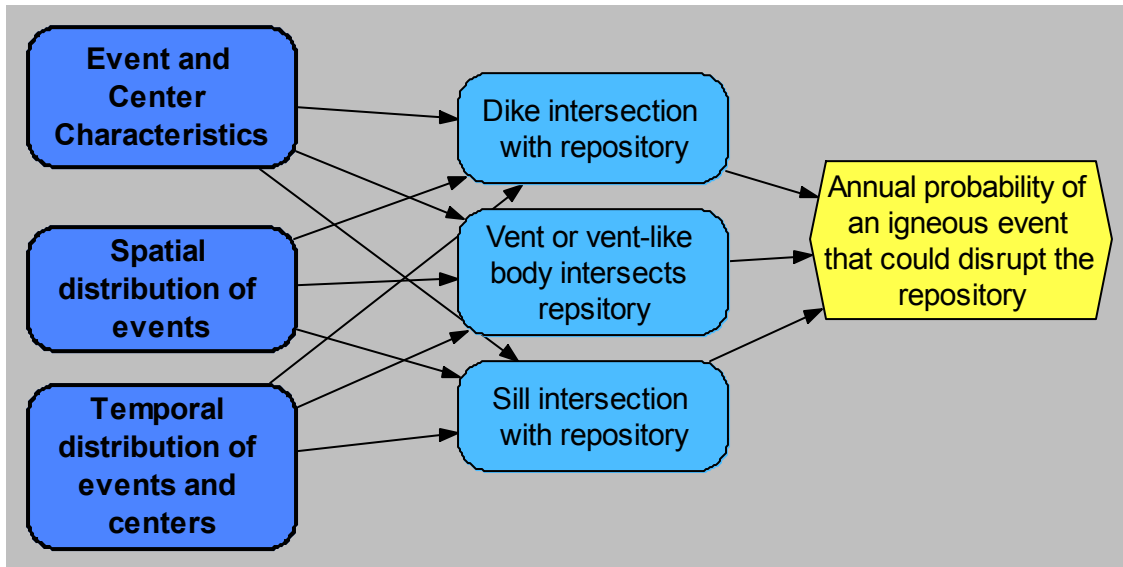 Event and
Center
Characteristics
Spatial
distribution of
events
Temporal
distribution of
events and
centers
Dike intersection
with repository
Vent or vent-like
body intersects
repsitory
Sill intersection
with repository
Annual probability of
an igneous event
that could disrupt the
repository